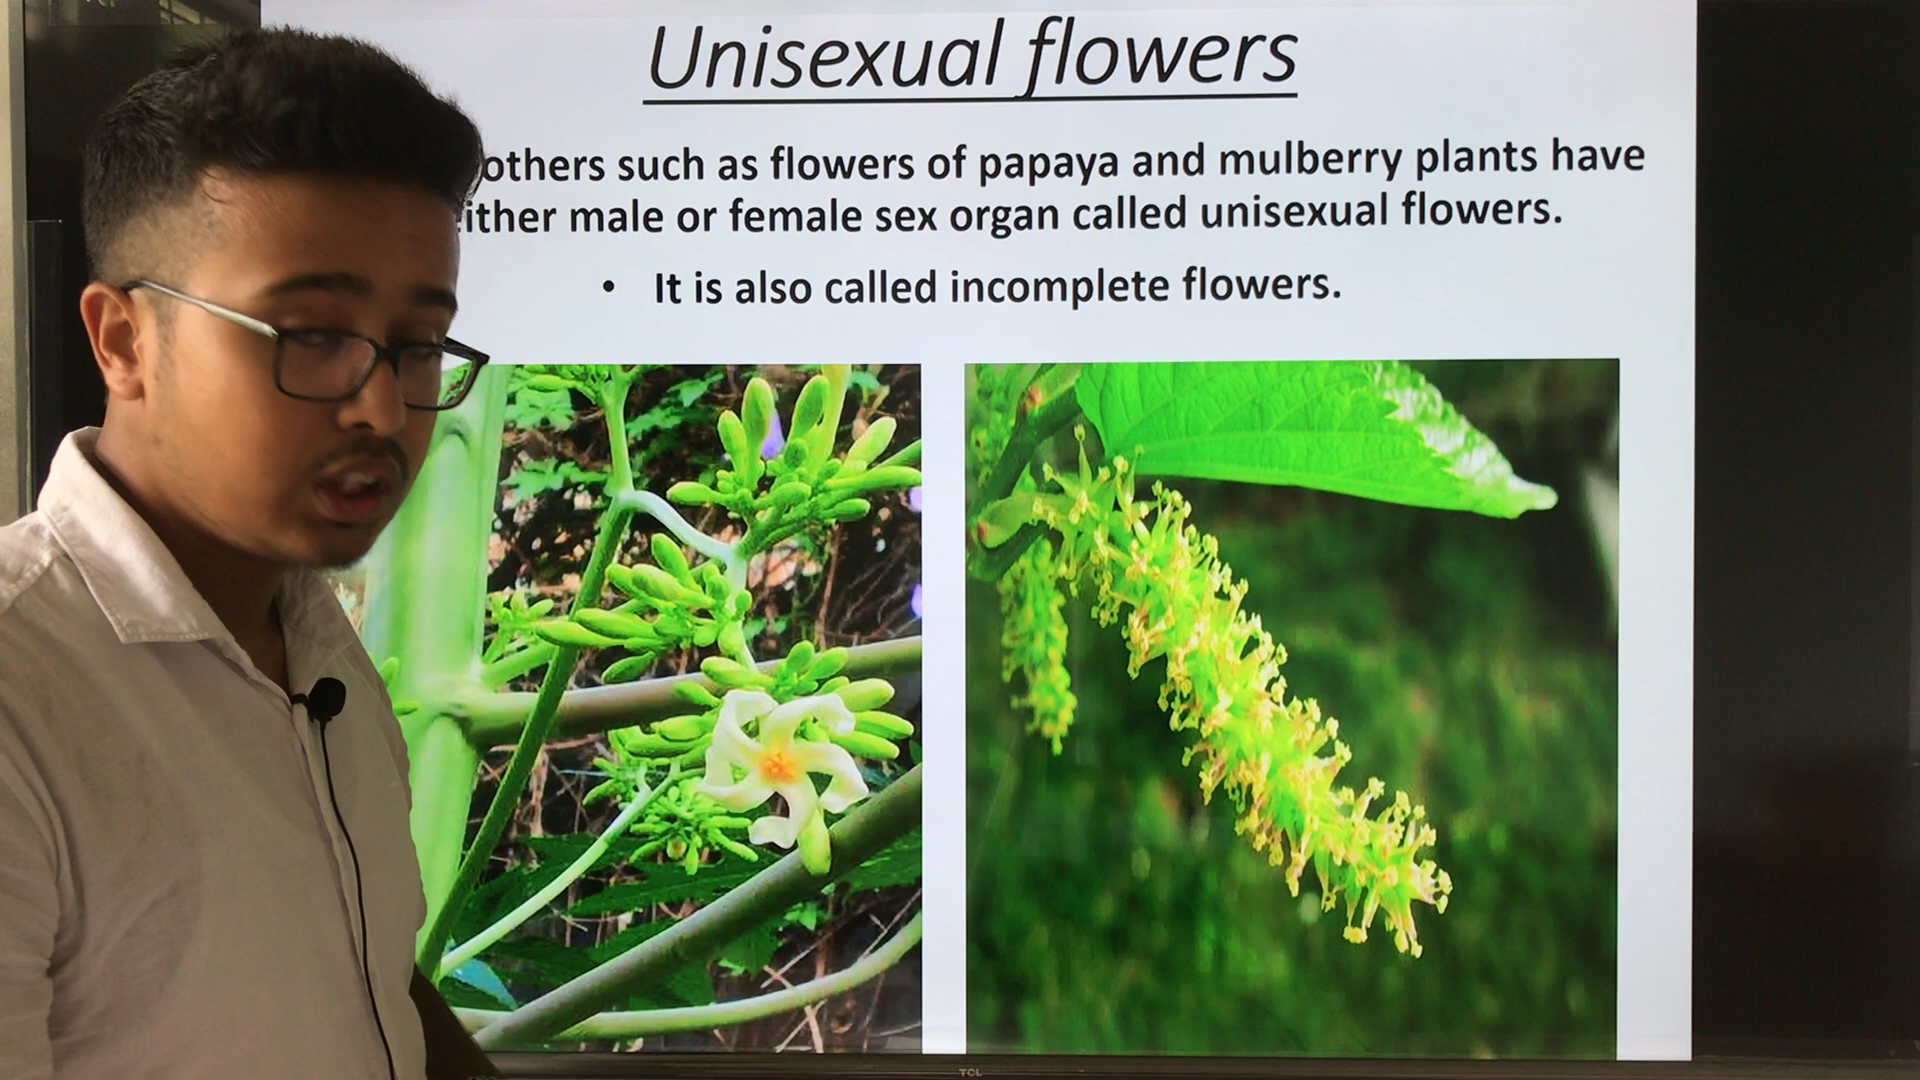 Unisexual flowers
others such as flowers of papaya and mulberry plants have
ither male or female sex organ called unisexual flowers.
• It is also called incomplete flowers.
TCL